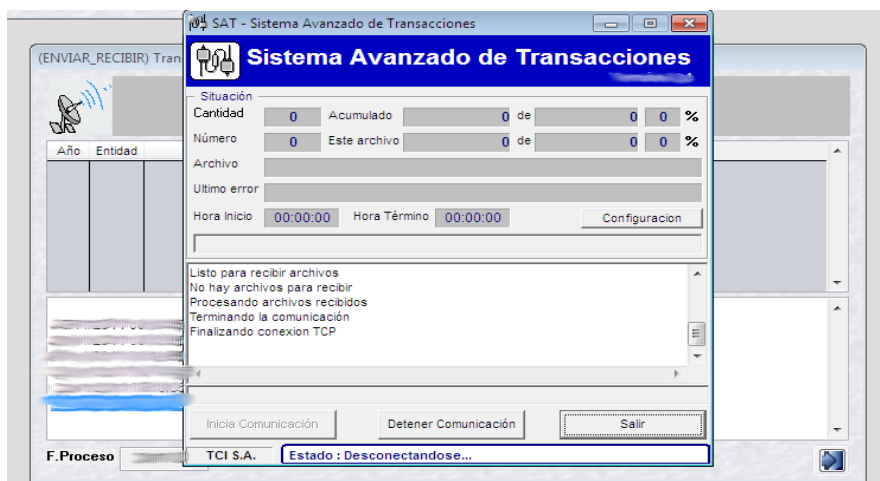 SAT - Sistema Avanzado de Transacciones
(ENVIAR_RECIBIR) Tran
Sistema Avanzado de Transacciones
Situación
Cantidad 0 Acumulado 0 de 0 0 %
Número 0 Este archivo 0 de 0 0 %
Año Entidad
Archivo
Ultimo error
Hora Inicio 00:00:00 Hora Término 00:00:00 Configuracion
Listo para recibir archivos
No hay archivos para recibir
Procesando archivos recibidos
Terminando la comunicación
Finalizando conexion TCP
Inicia Comunicación Detener Comunicación Salir
F.Proceso
TCI S.A. Estado : Desconectandose...